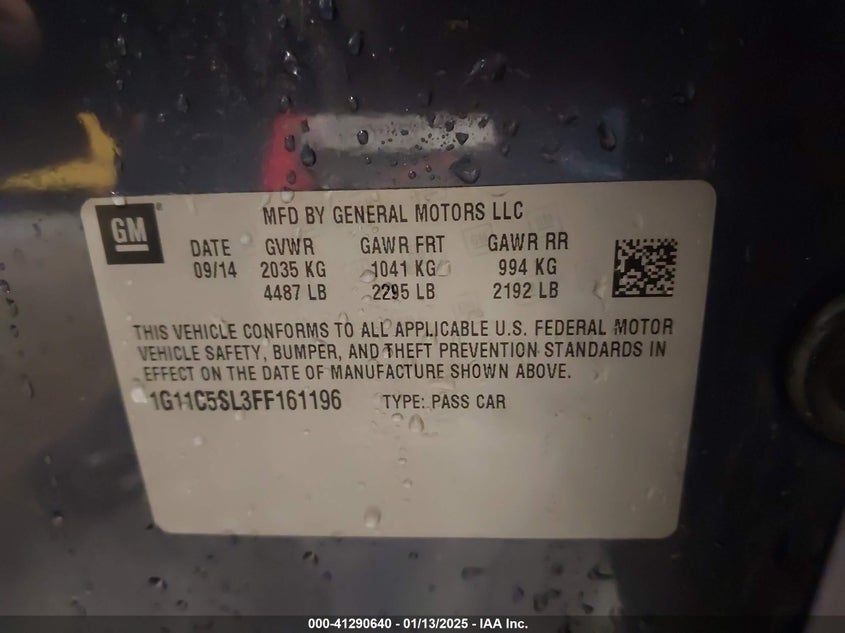 GM®
MFD BY GENERAL MOTORS LLC
DATE GVWR GAWR FRT GAWR RR
09/14 2035 KG 1041 KG 994 KG
4487 LB 2295 LB 2192 LB
THIS VEHICLE CONFORMS TO ALL APPLICABLE U.S. FEDERAL MOTOR
VEHICLE SAFETY, BUMPER, AND THEFT PREVENTION STANDARDS IN
EFFECT ON THE DATE OF MANUFACTURE SHOWN ABOVE.
1G11C5SL3FF161196 TYPE: PASS CAR
000-41290640 - 01/13/2025 - IAA Inc.